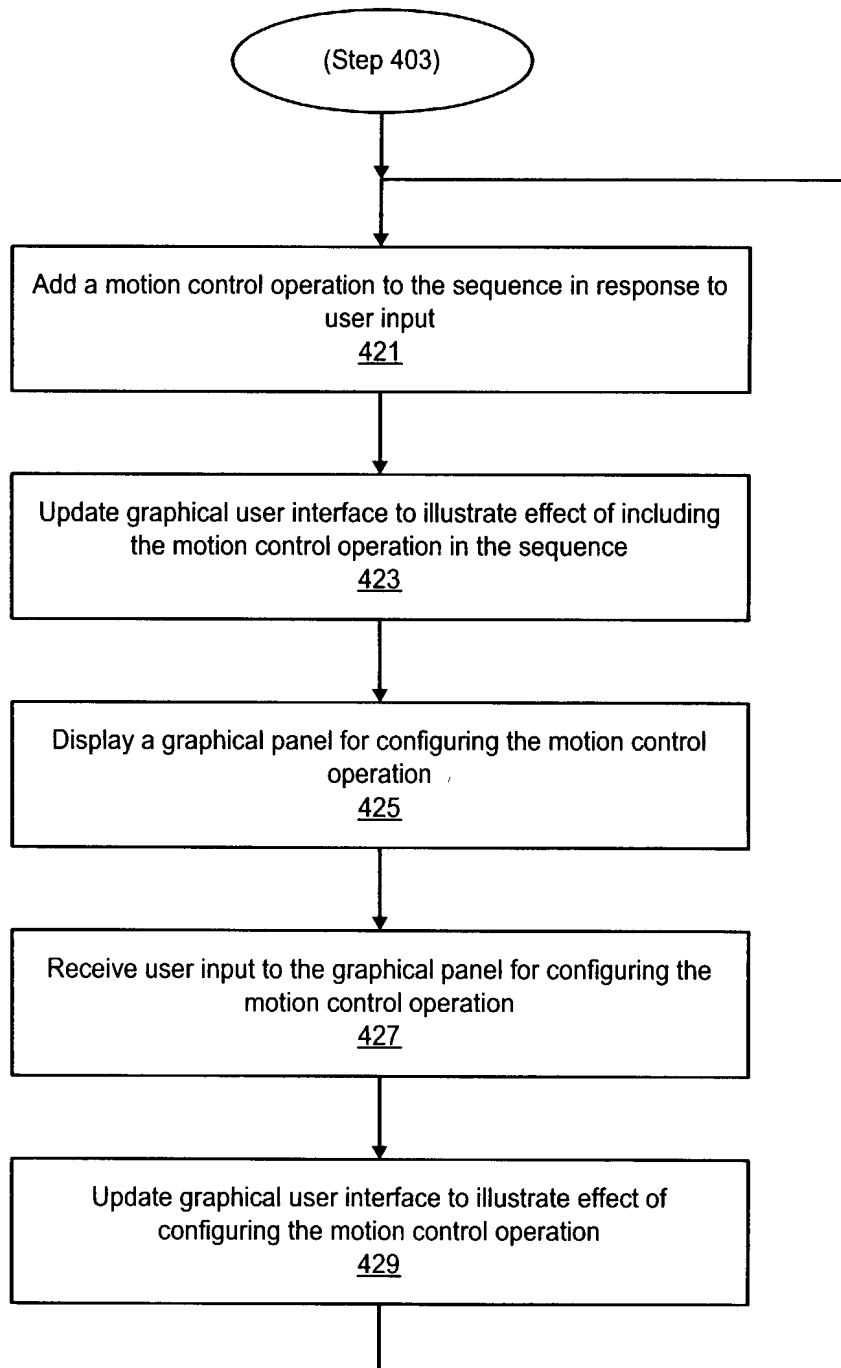 (Step 403)
Add a motion control operation to the sequence in response to
user input
421
Update graphical user interface to illustrate effect of including
the motion control operation in the sequence
423
Display a graphical panel for configuring the motion control
operation
425
Receive user input to the graphical panel for configuring the
motion control operation
427
Update graphical user interface to illustrate effect of
configuring the motion control operation
429